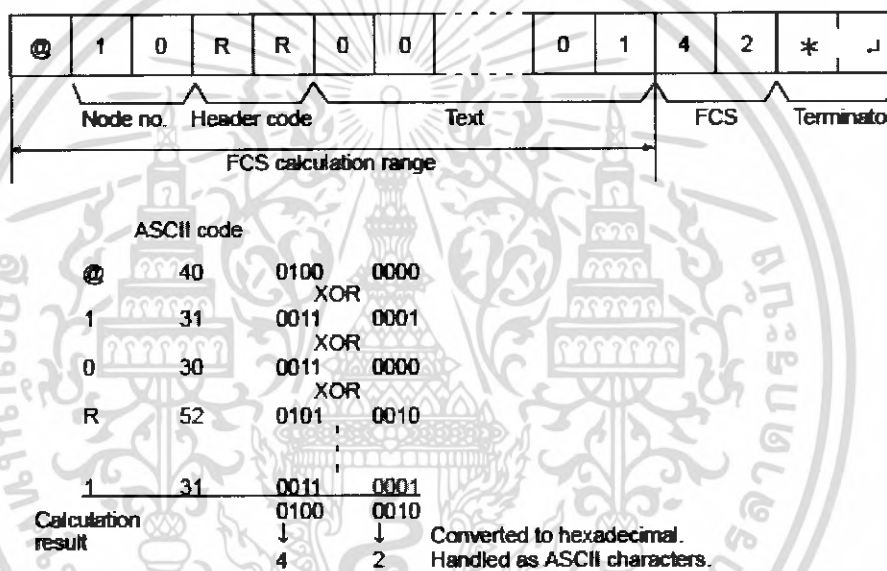 @ 1 0 R R 0 0 0 1 4 2 * ↵
Node no. Header code Text FCS Terminato
FCS calculation range
ASCII code
@ 40 0100 0000
XOR
1 31 0011 0001
XOR
0 30 0011 0000
XOR
R 52 0101 0010
1 31 0011 0001
Calculation 0100 0010
result ↓ ↓ Converted to hexadecimal.
4 2 Handled as ASCII characters.